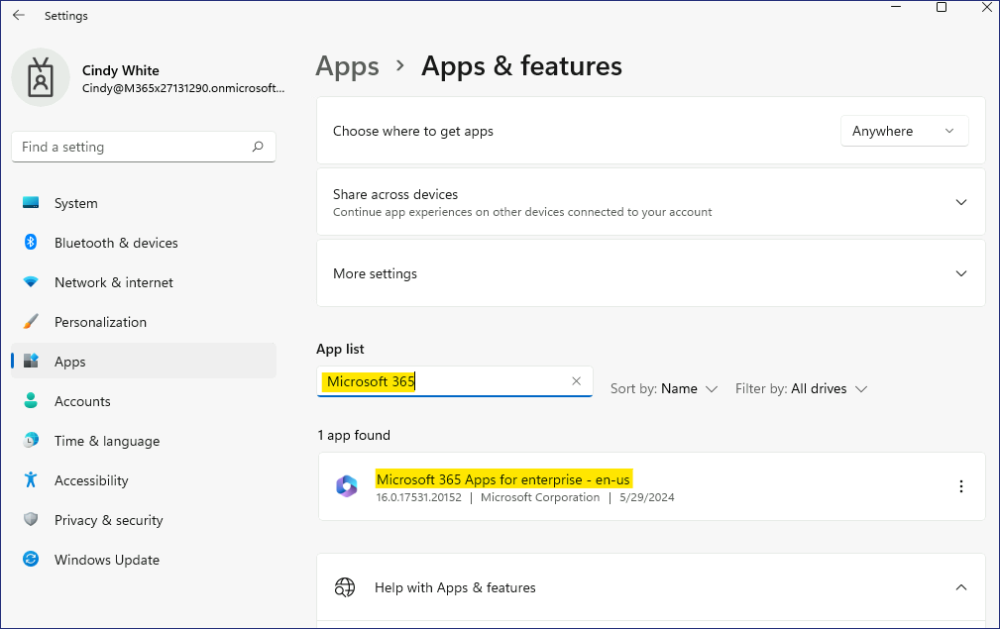 Settings
Cindy White
Cindy@M365x27131290.onmicrosoft...
Find a setting
System
Bluetooth & devices
Network & internet
Personalization
Apps
Accounts
Time & language
Accessibility
Privacy & security
Windows Update
Apps › Apps & features
Choose where to get apps
Anywhere
Share across devices
Continue app experiences on other devices connected to your account
More settings
App list
Microsoft 365
Sort by: Name
Filter by: All drives
1 app found
Microsoft 365 Apps for enterprise - en-us
16.0.17531.20152 | Microsoft Corporation | 5/29/2024
Help with Apps & features